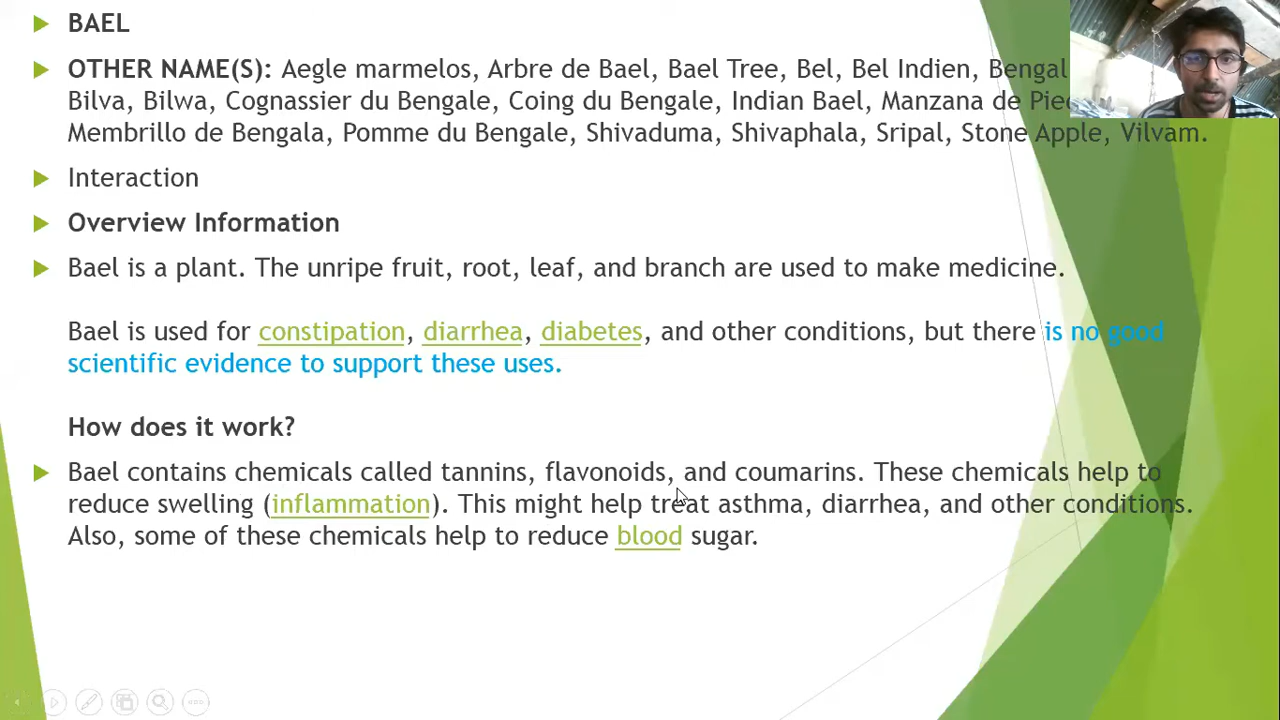 BAEL
OTHER NAME(S): Aegle marmelos, Arbre de Bael, Bael Tree, Bel, Bel Indien, Bengal
Bilva, Bilwa, Cognassier du Bengale, Coing du Bengale, Indian Bael, Manzana de
Membrillo de Bengala, Pomme du Bengale, Shivaduma, Shivaphala, Sripal, Stone Apple, Vilvam.
Interaction
Overview Information
Bael is a plant. The unripe fruit, root, leaf, and branch are used to make medicine.
Bael is used for constipation, diarrhea, diabetes, and other conditions, but there is no good
scientific evidence to support these uses.
How does it work?
Bael contains chemicals called tannins, flavonoids, and coumarins. These chemicals help to
reduce swelling (inflammation). This might help treat asthma, diarrhea, and other conditions.
Also, some of these chemicals help to reduce blood sugar.